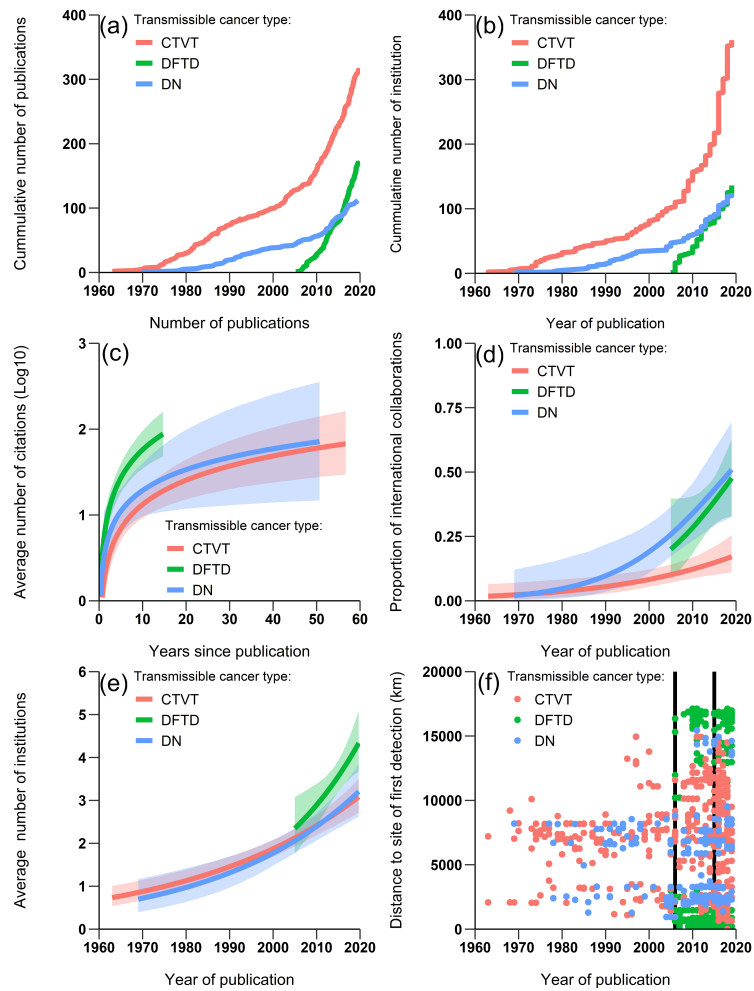 (a)
Transmissible cancer type:
CTVT
DFTD
DN
Cummulative number of publications
400
300
200
100
0
1960 1970 1980 1990 2000 2010 2020
Number of publications
(b)
Transmissible cancer type:
CTVT
DFTD
DN
Cummulatine number of institution
400
300
200
100
0
1960 1970 1980 1990 2000 2010 2020
Year of publication
(c)
Average number of citations (Log10)
3
2
1
0
Transmissible cancer type:
CTVT
DFTD
DN
0 10 20 30 40 50 60
Years since publication
(d)
Transmissible cancer type:
CTVT
DFTD
DN
Proportion of international collaborations
1.00
0.75
0.50
0.25
0.00
1960 1970 1980 1990 2000 2010 2020
Year of publication
(e)
Transmissible cancer type:
CTVT
DFTD
DN
Average number of institutions
6
5
4
3
2
1
0
1960 1970 1980 1990 2000 2010 2020
Year of publication
(f)
Transmissible cancer type:
CTVT
DFTD
DN
Distance to site of first detection (km)
20000
15000
10000
5000
0
1960 1970 1980 1990 2000 2010 2020
Year of publication